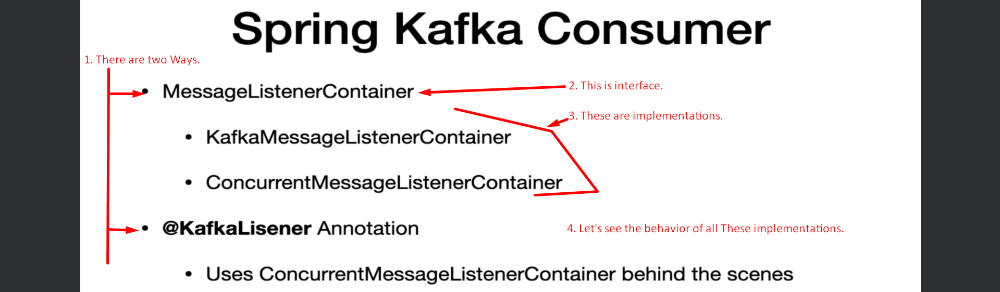 Spring Kafka Consumer
1. There are two Ways.
• MessageListenerContainer
2. This is interface.
3. These are implementations.
• KafkaMessageListenerContainer
• ConcurrentMessageListenerContainer
• @KafkaLisener Annotation
4. Let's see the behavior of all These implementations.
• Uses ConcurrentMessageListenerContainer behind the scenes